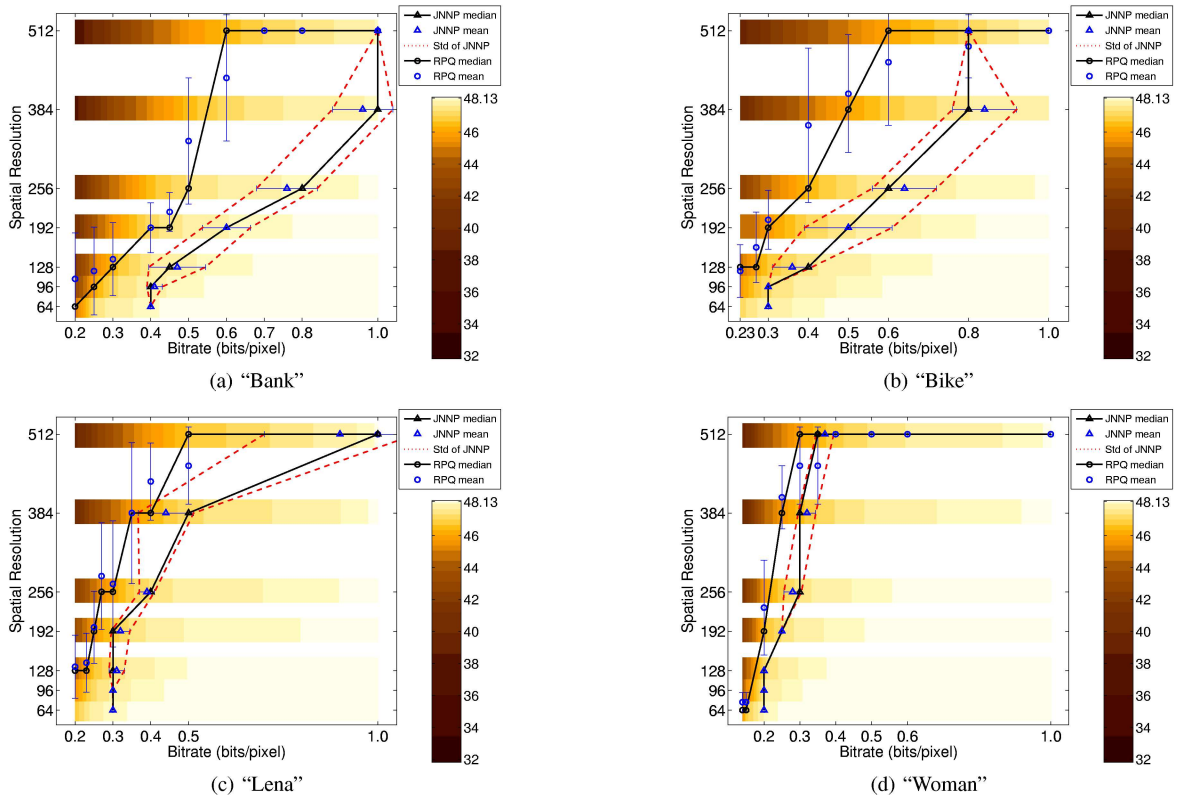 JNNP median
JNNP mean
Std of JNNP
RPQ median
RPQ mean
512
384
256
192
128
96
64
Spatial Resolution
0.2 0.3 0.4 0.5 0.6 0.7 0.8 1.0
Bitrate (bits/pixel)
48.13
46
44
42
40
38
36
34
32
(a) “Bank”
JNNP median
JNNP mean
Std of JNNP
RPQ median
RPQ mean
512
384
256
192
128
96
64
Spatial Resolution
0.23 0.3 0.4 0.5 0.6 0.8 1.0
Bitrate (bits/pixel)
48.13
46
44
42
40
38
36
34
32
(b) “Bike”
JNNP median
JNNP mean
Std of JNNP
RPQ median
RPQ mean
512
384
256
192
128
96
64
Spatial Resolution
0.2 0.3 0.4 0.5 1.0
Bitrate (bits/pixel)
48.13
46
44
42
40
38
36
34
32
(c) “Lena”
JNNP median
JNNP mean
Std of JNNP
RPQ median
RPQ mean
512
384
256
192
128
96
64
Spatial Resolution
0.2 0.3 0.4 0.5 0.6 1.0
Bitrate (bits/pixel)
48.13
46
44
42
40
38
36
34
32
(d) “Woman”